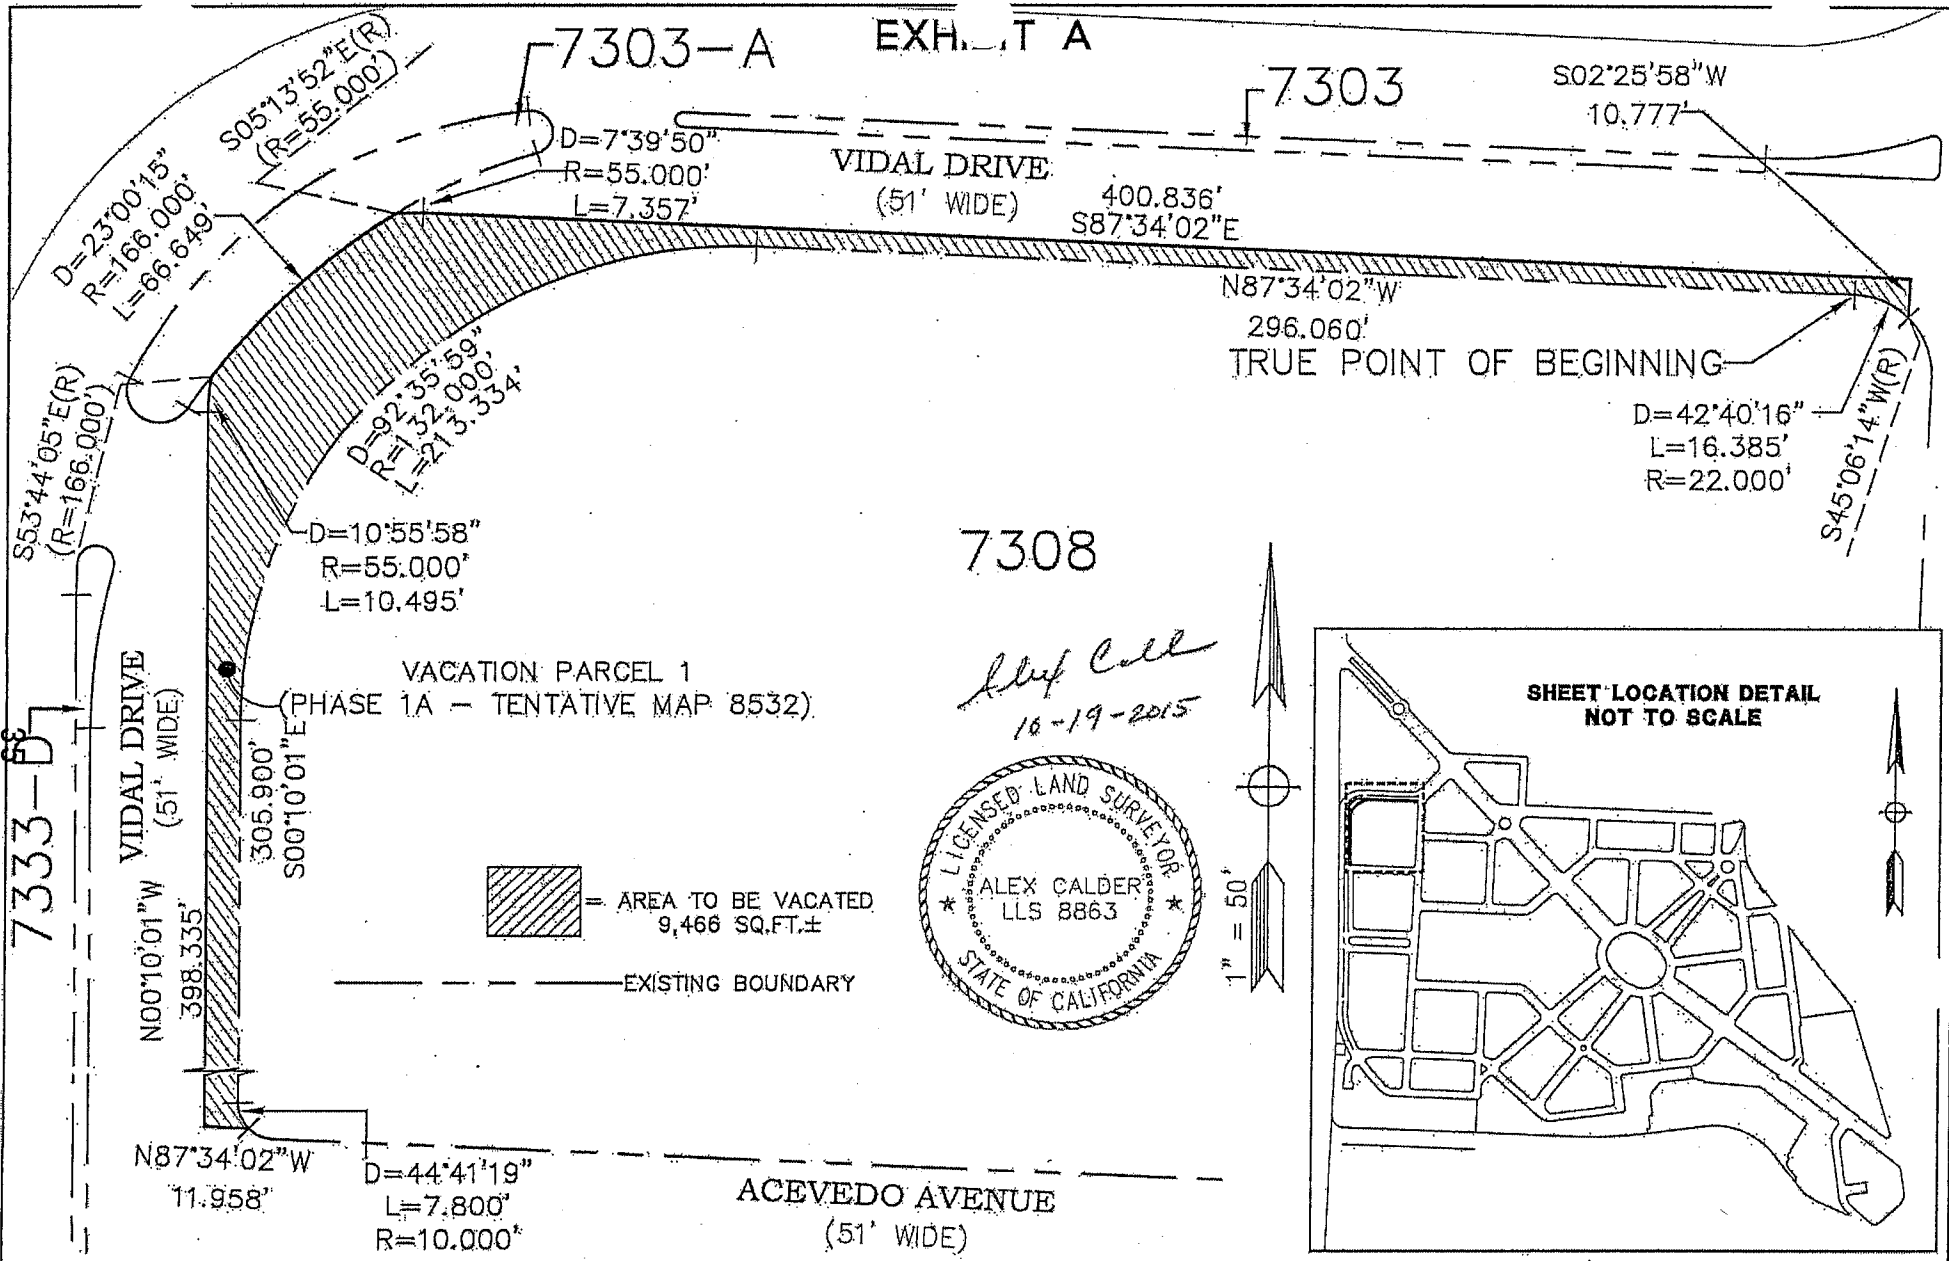 EXH T A
7303-A
7303
S02°25'58"W
10.777'
S05°13'52"E(R)
(R=55.000')
D=7°39'50"
R=55.000'
L=7.357'
VIDAL DRIVE
(51' WIDE)
400.836'
S87°34'02"E
D=23°00'15"
R=166.000'
L=66.649'
N87°34'02"W
296.060'
TRUE POINT OF BEGINNING
D=92°35'59"
R=132.000'
L=213.334'
S53°44'05"E(R)
(R=166.000')
D=42°40'16"
L=16.385'
R=22.000'
S45°06'14"W(R)
D=10°55'58"
R=55.000'
L=10.495'
7308
VACATION PARCEL 1
(PHASE 1A - TENTATIVE MAP 8532)
Alex Call
10-19-2015
SHEET LOCATION DETAIL
NOT TO SCALE
35
7333-D
VIDAL DRIVE
(51' WIDE)
305.900'
S00°10'01"E
N00°10'01"W
398.335'
= AREA TO BE VACATED
9,466 SQ.FT.±
EXISTING BOUNDARY
LICENSED LAND SURVEYOR
ALEX CALDER
LLS 8863
STATE OF CALIFORNIA
1" = 50'
N87°34'02"W
11.958'
D=44°41'19"
L=7.800'
R=10.000'
ACEVEDO AVENUE
(51' WIDE)